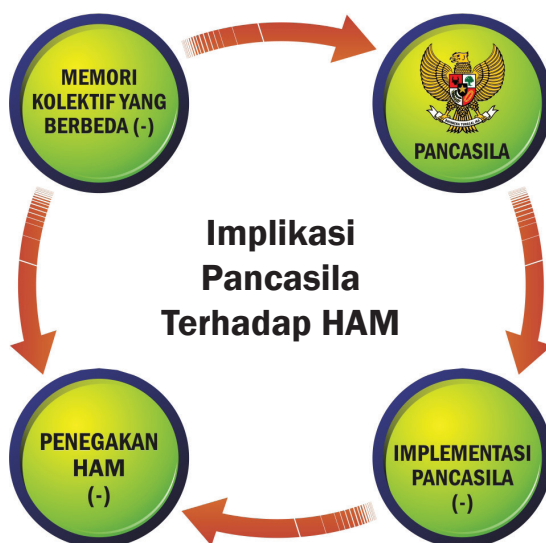 MEMORI
KOLEKTIF YANG
BERBEDA (-)
PANCASILA
Implikasi
Pancasila
Terhadap HAM
PENEGAKAN
HAM
(-)
IMPLEMENTASI
PANCASILA
(-)